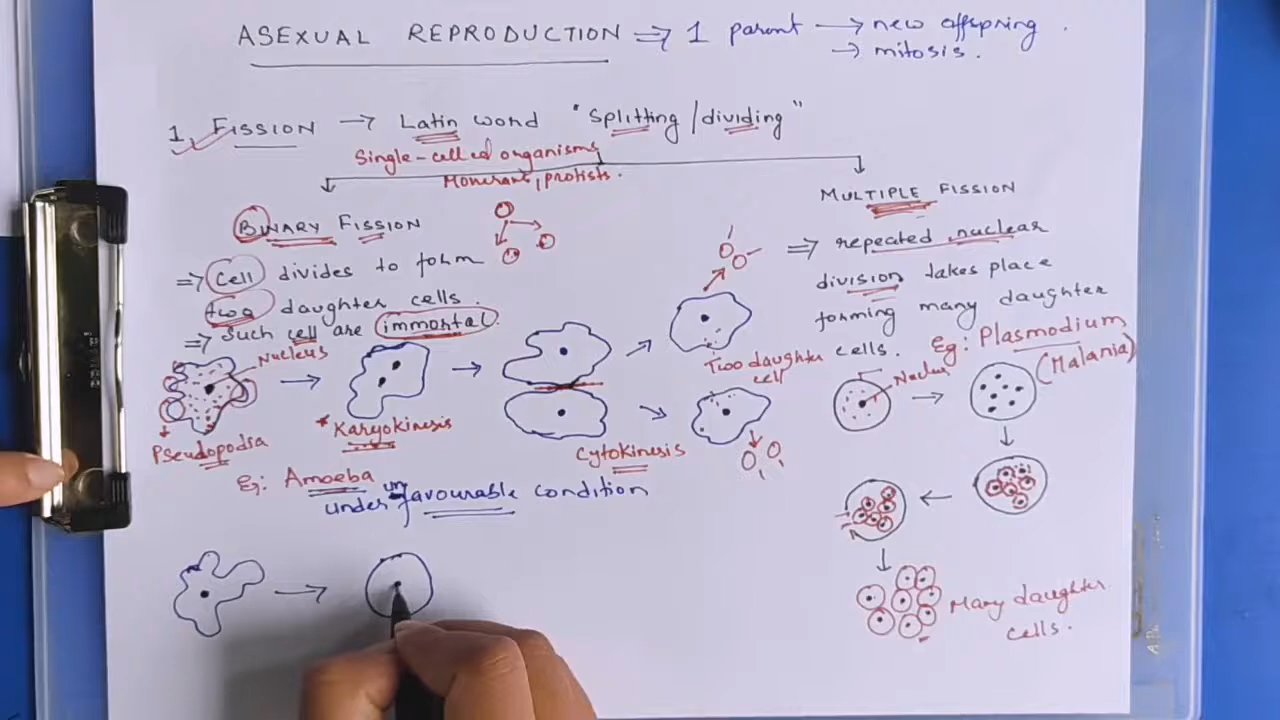 ASEXUAL REPRODUCTION ⇒ 1 parent → new offspring.
→ mitosis.
1, FISSION → Latin word "Splitting/dividing"
Single-celled organisms
Monerans, protists.
BINARY FISSION
⇒ Cell divides to form
two daughter cells.
⇒ Such cell are immortal.
Nucleus
Pseudopodia
* Karyokinesis
Cytokinesis
Two daughter
cell
Eg: Amoeba
under unfavourable condition
MULTIPLE FISSION
⇒ repeated nuclear
division takes place
forming many daughter
cells. Eg: Plasmodium
(Malaria)
Nucleus
Many daughter
cells.